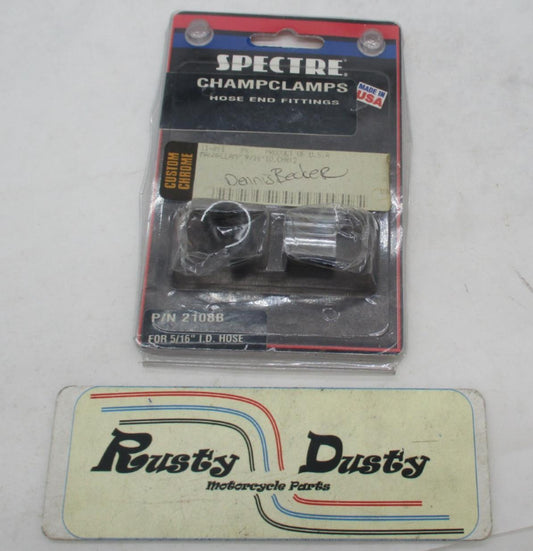 SPECTRE
CHAMPCLAMPS
HOSE END FITTINGS
MADE IN
USA
CUSTOM
CHROME
Dennis Becker
P/N 2108B
FOR 5/16" I.D. HOSE
Rusty Dusty
Motorcycle Parts